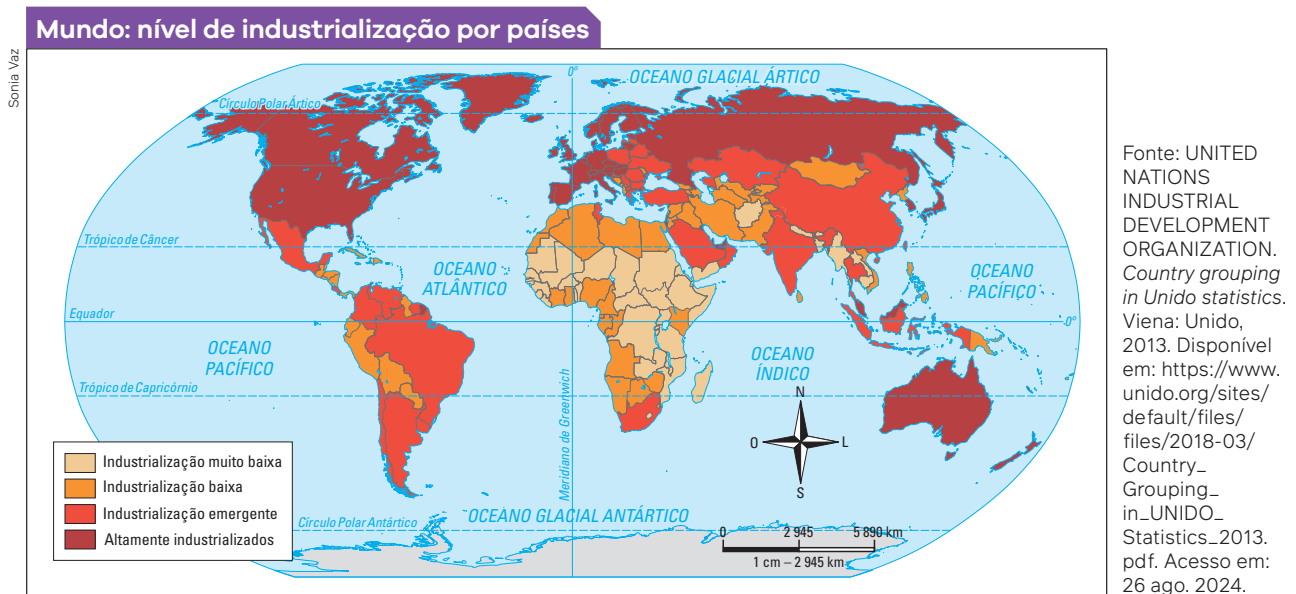 Mundo: nível de industrialização por países
Sonia Vaz
0°
OCEANO GLACIAL ÁRTICO
Círculo Polar Ártico
Trópico de Câncer
OCEANO
ATLÂNTICO
OCEANO
PACÍFICO
Equador
0°
OCEANO
PACÍFICO
OCEANO
ÍNDICO
Trópico de Capricórnio
Meridiano de Greenwich
N
O
L
S
Industrialização muito baixa
Industrialização baixa
Industrialização emergente
Altamente industrializados
Círculo Polar Antártico
OCEANO GLACIAL ANTÁRTICO
0 2 945 5 890 km
1 cm – 2 945 km
Fonte: UNITED
NATIONS
INDUSTRIAL
DEVELOPMENT
ORGANIZATION.
Country grouping
in Unido statistics.
Viena: Unido,
2013. Disponível
em: https://www.
unido.org/sites/
default/files/
files/2018-03/
Country_
Grouping_
in_UNIDO_
Statistics_2013.
pdf. Acesso em:
26 ago. 2024.